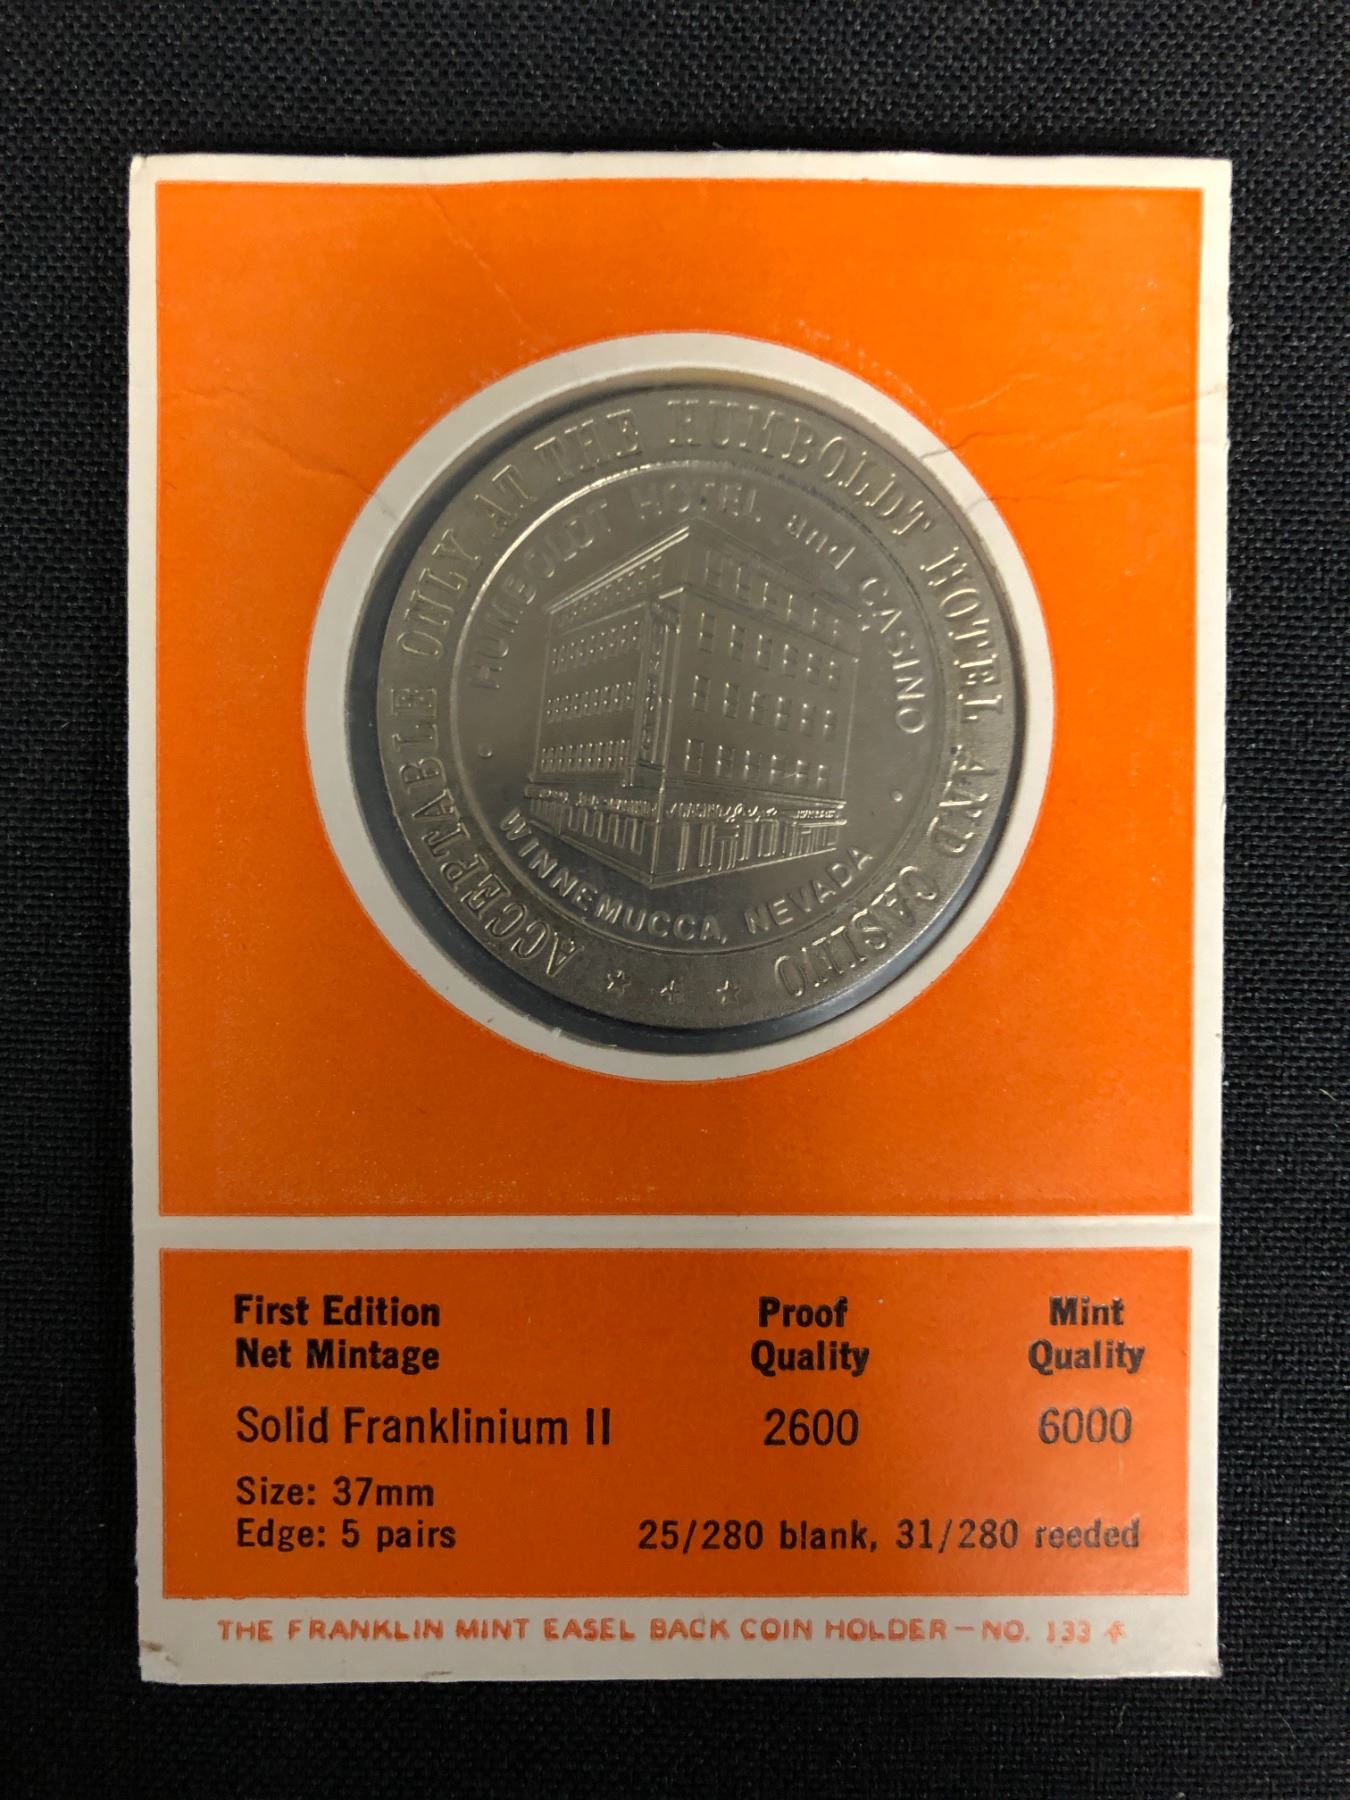 ACCEPTABLE ONLY AT THE HUMBOLDT HOTEL AND CASINO
HUMBOLDT HOTEL and CASINO
WINNEMUCCA, NEVADA
First Edition Proof Mint
Net Mintage Quality Quality
Solid Franklinium II 2600 6000
Size: 37mm
Edge: 5 pairs 25/280 blank, 31/280 reeded
THE FRANKLIN MINT EASEL BACK COIN HOLDER – NO. 133